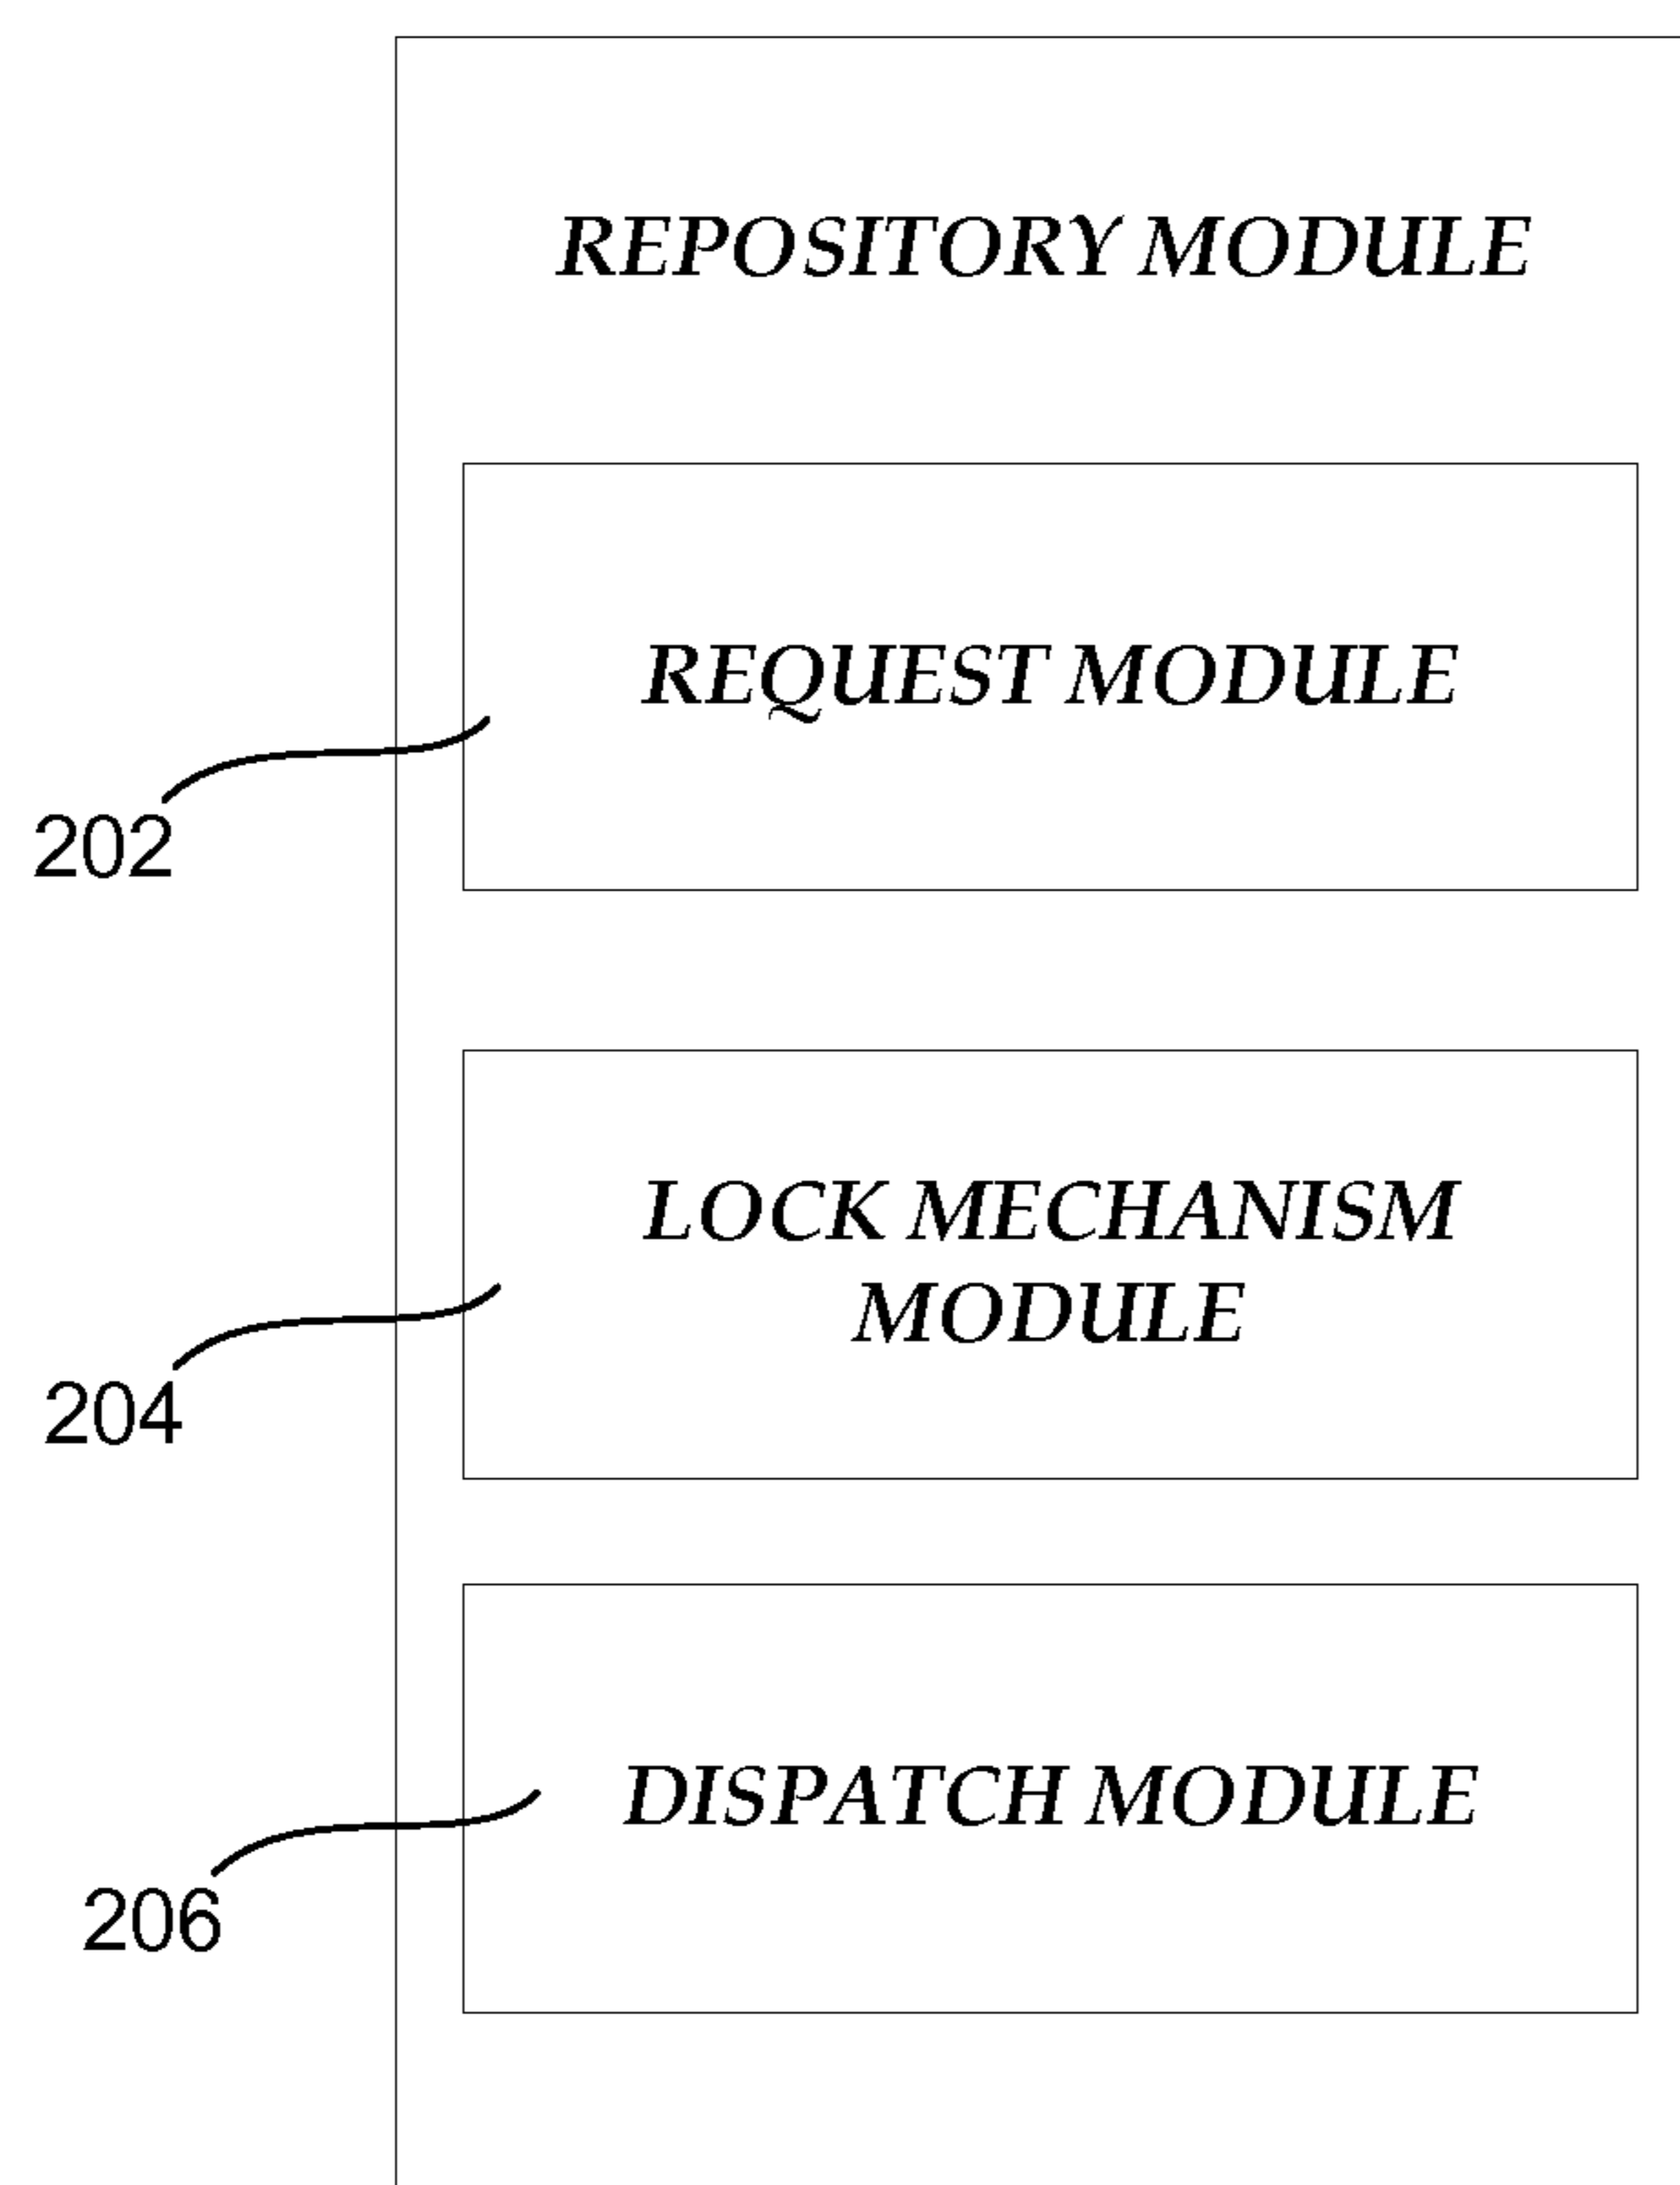 REPOSITORY MODULE
REQUEST MODULE
202
LOCK MECHANISM
MODULE
204
DISPATCH MODULE
206